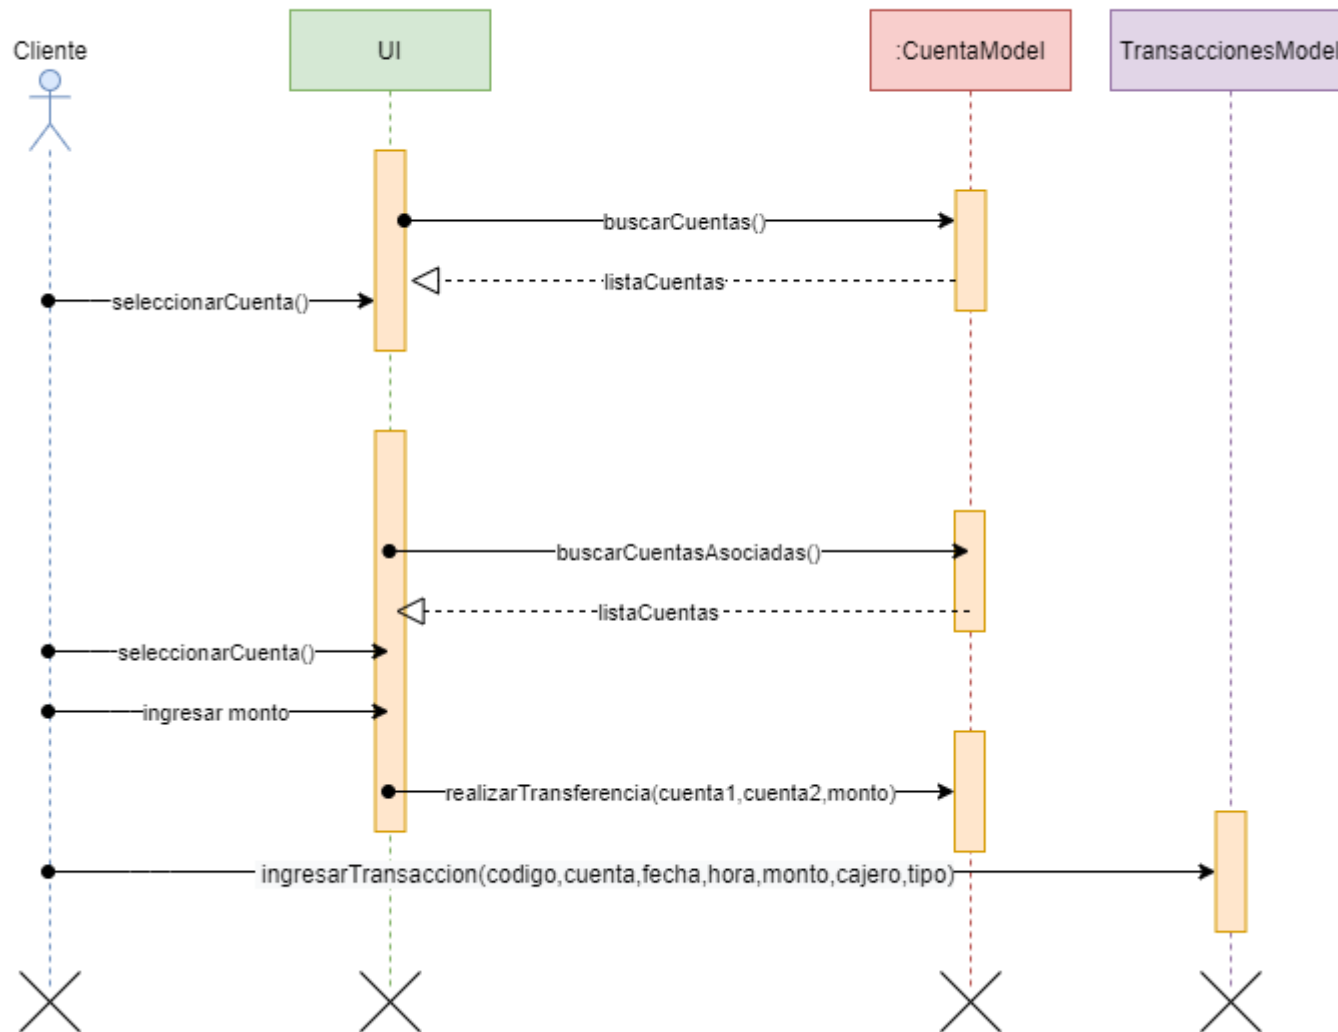 Cliente
UI
:CuentaModel
TransaccionesModel
buscarCuentas()
listaCuentas
seleccionarCuenta()
buscarCuentasAsociadas()
listaCuentas
seleccionarCuenta()
ingresar monto
realizarTransferencia(cuenta1,cuenta2,monto)
ingresarTransaccion(codigo,cuenta,fecha,hora,monto,cajero,tipo)